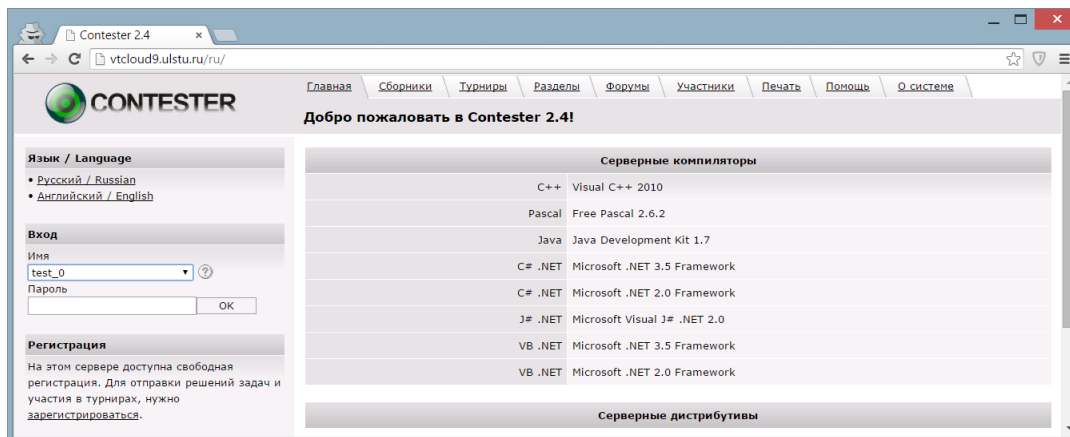 Contester 2.4
vtcloud9.ulstu.ru/ru/
CONTESTER
Главная Сборники Турниры Разделы Форумы Участники Печать Помощь О системе
Добро пожаловать в Contester 2.4!
Язык / Language
• Русский / Russian
• Английский / English
Вход
Имя
test_0
?
Пароль
OK
Регистрация
На этом сервере доступна свободная
регистрация. Для отправки решений задач и
участия в турнирах, нужно
зарегистрироваться.
Серверные компиляторы
C++ Visual C++ 2010
Pascal Free Pascal 2.6.2
Java Java Development Kit 1.7
C# .NET Microsoft .NET 3.5 Framework
C# .NET Microsoft .NET 2.0 Framework
J# .NET Microsoft Visual J# .NET 2.0
VB .NET Microsoft .NET 3.5 Framework
VB .NET Microsoft .NET 2.0 Framework
Серверные дистрибутивы